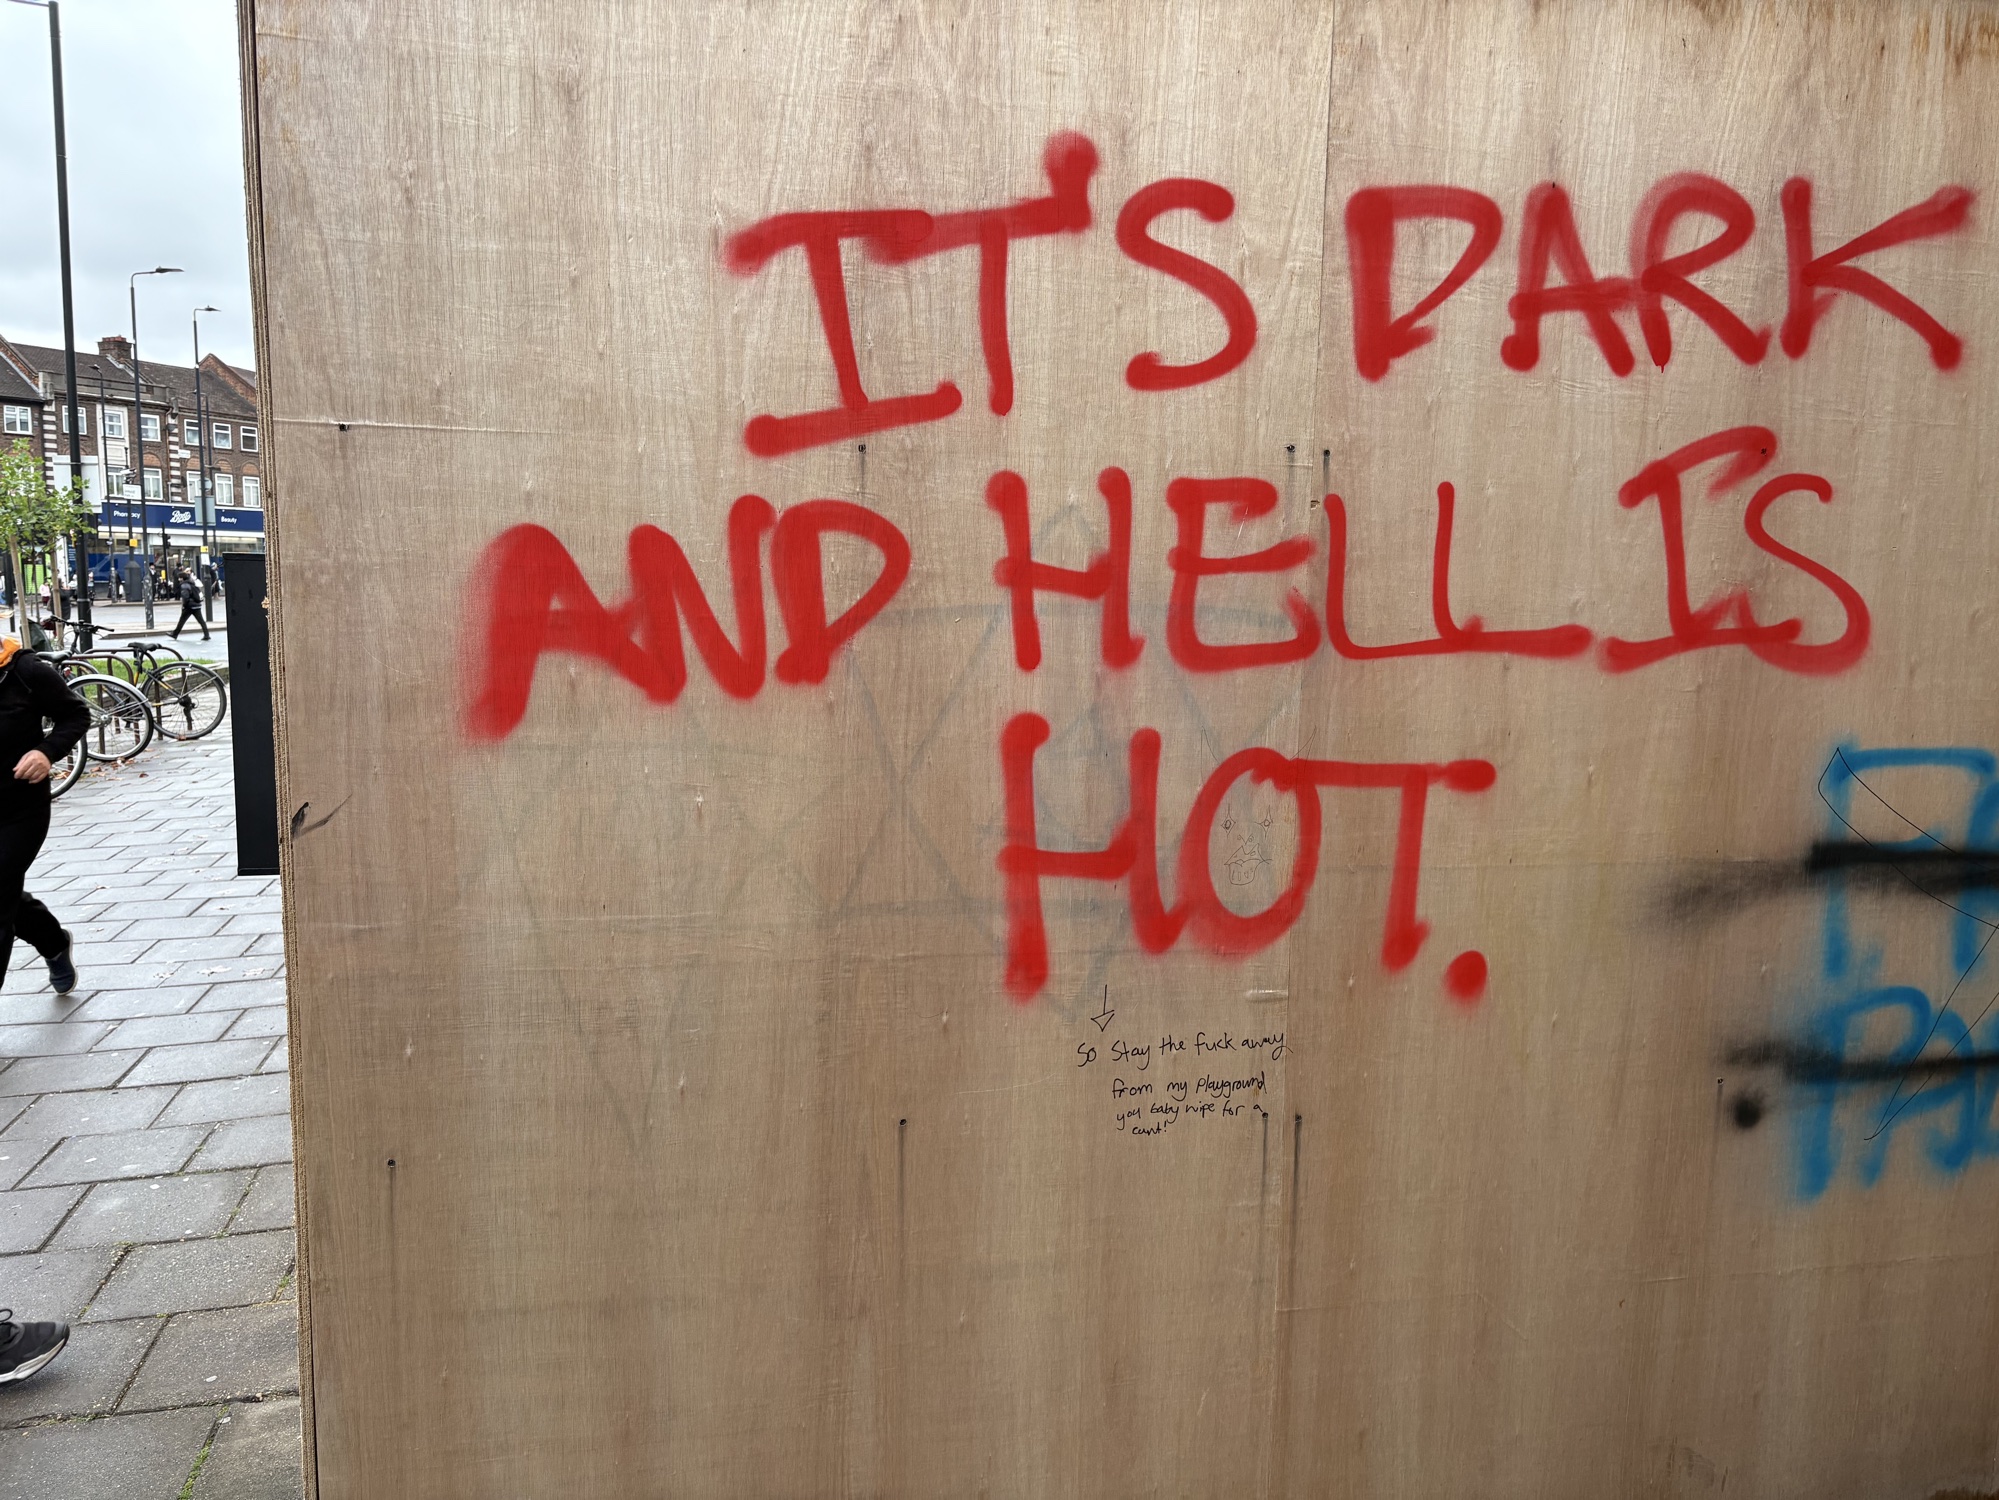 IT'S DARK
AND HELL IS
HOT.
So Stay the fuck away
from my playground
you baby wipe for a
cunt!
Pharmacy Boots Beauty